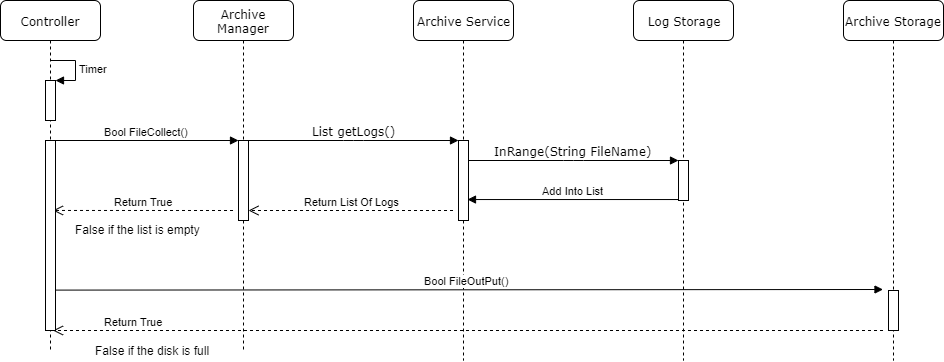 Controller
Archive
Manager
Archive Service
Log Storage
Archive Storage
Timer
Bool FileCollect()
List getLogs()
InRange(String FileName)
Add Into List
Return True
Return List Of Logs
False if the list is empty
Bool FileOutPut()
Return True
False if the disk is full